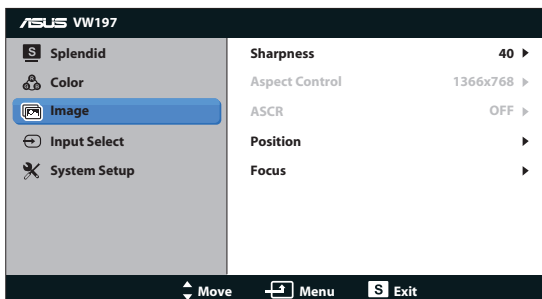 ASUS VW197
S Splendid
Color
Image
Input Select
System Setup
Sharpness 40
Aspect Control 1366x768
ASCR OFF
Position
Focus
Move Menu S Exit